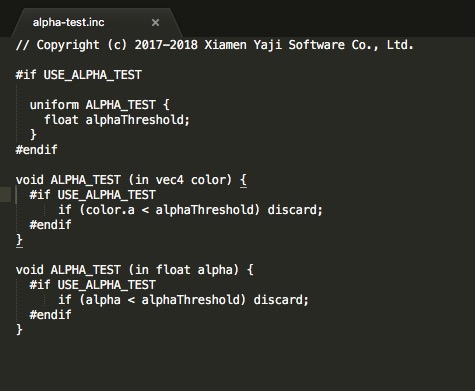 alpha-test.inc ×
// Copyright (c) 2017-2018 Xiamen Yaji Software Co., Ltd.
#if USE_ALPHA_TEST
uniform ALPHA_TEST {
float alphaThreshold;
}
#endif
void ALPHA_TEST (in vec4 color) {
#if USE_ALPHA_TEST
if (color.a < alphaThreshold) discard;
#endif
}
void ALPHA_TEST (in float alpha) {
#if USE_ALPHA_TEST
if (alpha < alphaThreshold) discard;
#endif
}